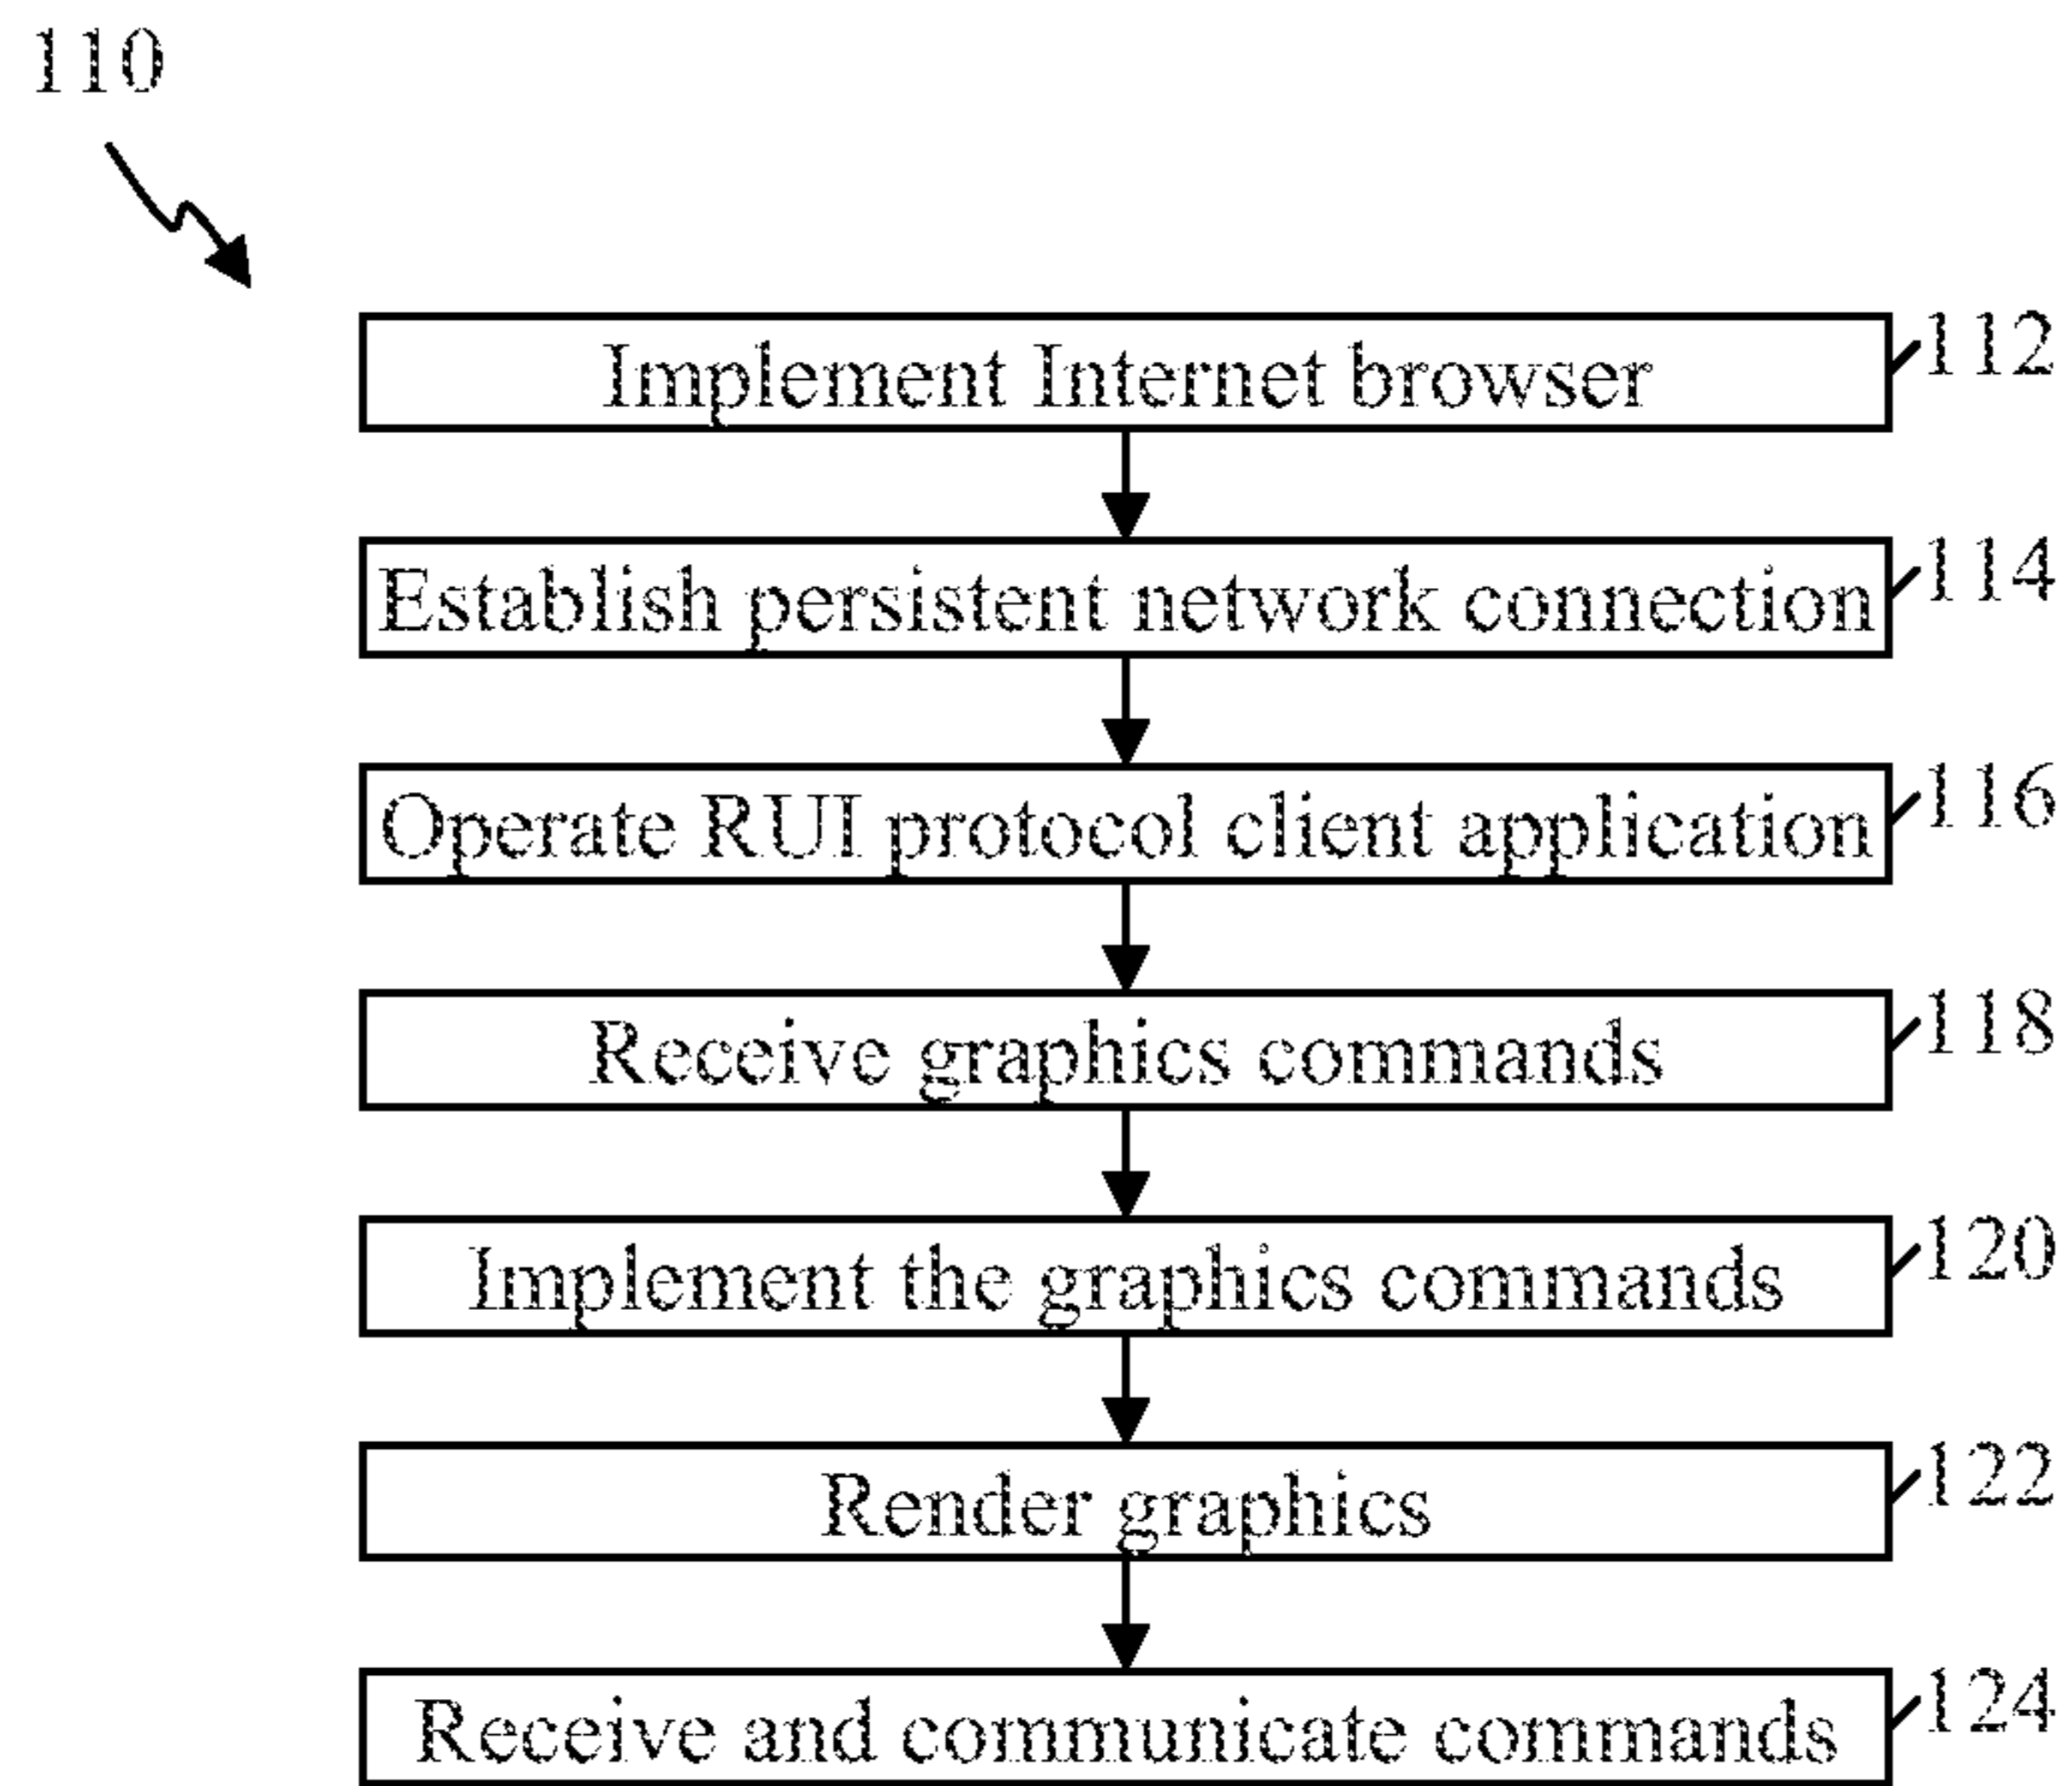 110
Implement Internet browser 112
Establish persistent network connection 114
Operate RUI protocol client application 116
Receive graphics commands 118
Implement the graphics commands 120
Render graphics 122
Receive and communicate commands 124